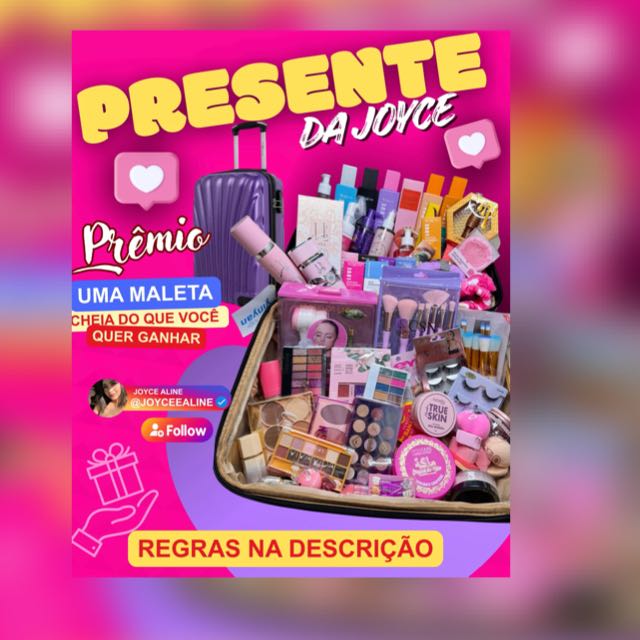 PRESENTE
DA JOYCE
Prêmio
UMA MALETA
CHEIA DO QUE VOCÊ
QUER GANHAR
JOYCE ALINE
@JOYCEEALINE
Follow
TRUE
SKIN
REGRAS NA DESCRIÇÃO